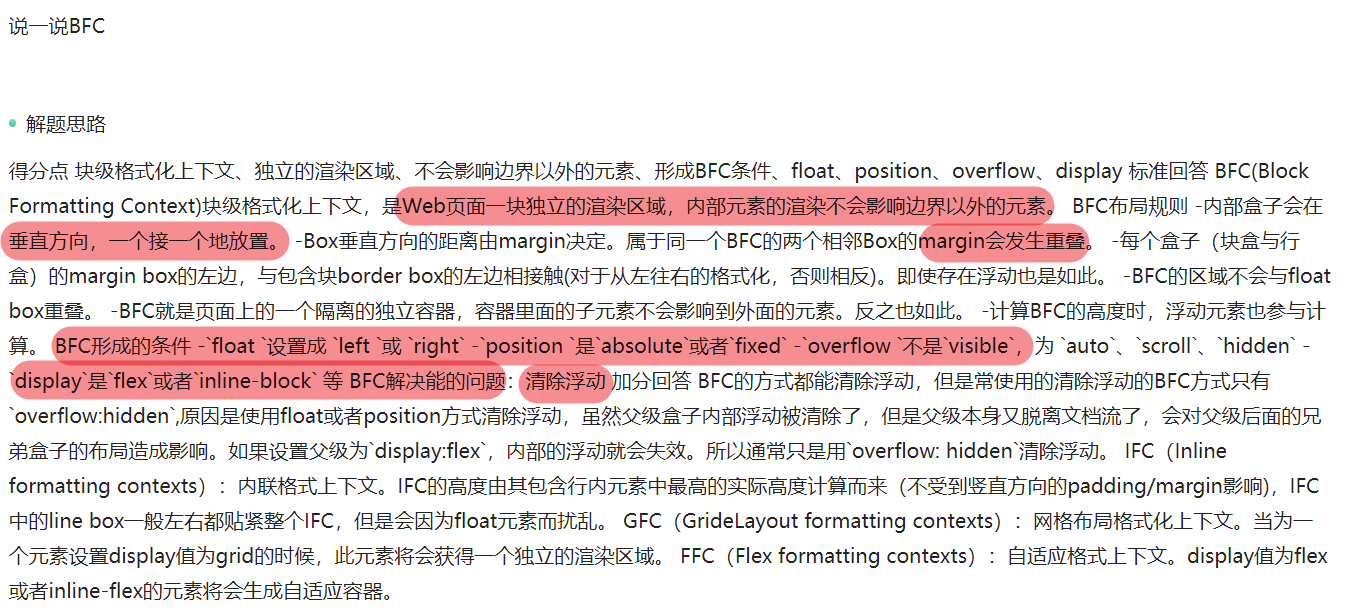 说一说BFC
解题思路
得分点 块级格式化上下文、独立的渲染区域、不会影响边界以外的元素、形成BFC条件、float、position、overflow、display 标准回答 BFC(Block
Formatting Context)块级格式化上下文，是Web页面一块独立的渲染区域，内部元素的渲染不会影响边界以外的元素。 BFC布局规则 -内部盒子会在
垂直方向，一个接一个地放置。 -Box垂直方向的距离由margin决定。属于同一个BFC的两个相邻Box的margin会发生重叠。 -每个盒子（块盒与行
盒）的margin box的左边，与包含块border box的左边相接触(对于从左往右的格式化，否则相反)。即使存在浮动也是如此。 -BFC的区域不会与float
box重叠。 -BFC就是页面上的一个隔离的独立容器，容器里面的子元素不会影响到外面的元素。反之也如此。 -计算BFC的高度时，浮动元素也参与计
算。 BFC形成的条件 -`float `设置成 `left `或 `right` -`position `是`absolute`或者`fixed` -`overflow `不是`visible`，为 `auto`、`scroll`、`hidden` -
`display`是`flex`或者`inline-block` 等 BFC解决能的问题：清除浮动 加分回答 BFC的方式都能清除浮动，但是常使用的清除浮动的BFC方式只有
`overflow:hidden`,原因是使用float或者position方式清除浮动，虽然父级盒子内部浮动被清除了，但是父级本身又脱离文档流了，会对父级后面的兄
弟盒子的布局造成影响。如果设置父级为`display:flex`，内部的浮动就会失效。所以通常只是用`overflow: hidden`清除浮动。 IFC（Inline
formatting contexts）：内联格式上下文。IFC的高度由其包含行内元素中最高的实际高度计算而来（不受到竖直方向的padding/margin影响)，IFC
中的line box一般左右都贴紧整个IFC，但是会因为float元素而扰乱。 GFC（GrideLayout formatting contexts）：网格布局格式化上下文。当为一
个元素设置display值为grid的时候，此元素将会获得一个独立的渲染区域。 FFC（Flex formatting contexts）：自适应格式上下文。display值为flex
或者inline-flex的元素将会生成自适应容器。